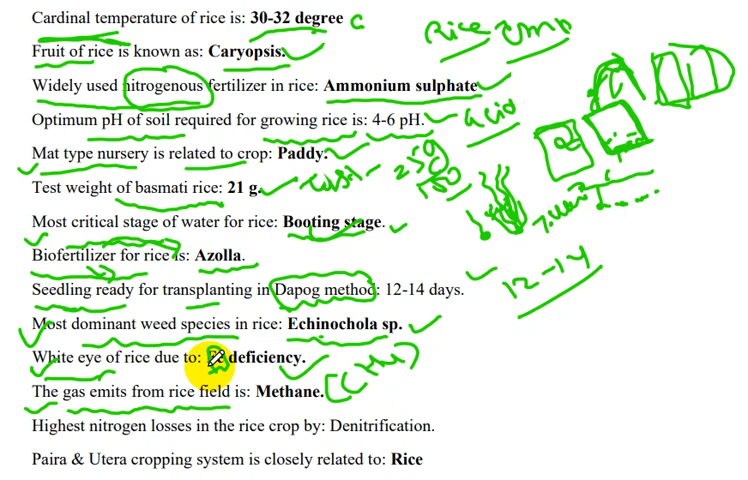 Cardinal temperature of rice is: 30-32 degree c
Rice
Fruit of rice is known as: Caryopsis.
Widely used nitrogenous fertilizer in rice: Ammonium sulphate
Optimum pH of soil required for growing rice is: 4-6 pH.
acid
Mat type nursery is related to crop: Paddy.
Test weight of basmati rice: 21 g.
Most critical stage of water for rice: Booting stage.
Biofertilizer for rice is: Azolla.
Seedling ready for transplanting in Dapog method: 12-14 days.
12-14
Most dominant weed species in rice: Echinochola sp.
White eye of rice due to: deficiency.
The gas emits from rice field is: Methane.
Highest nitrogen losses in the rice crop by: Denitrification.
Paira & Utera cropping system is closely related to: Rice